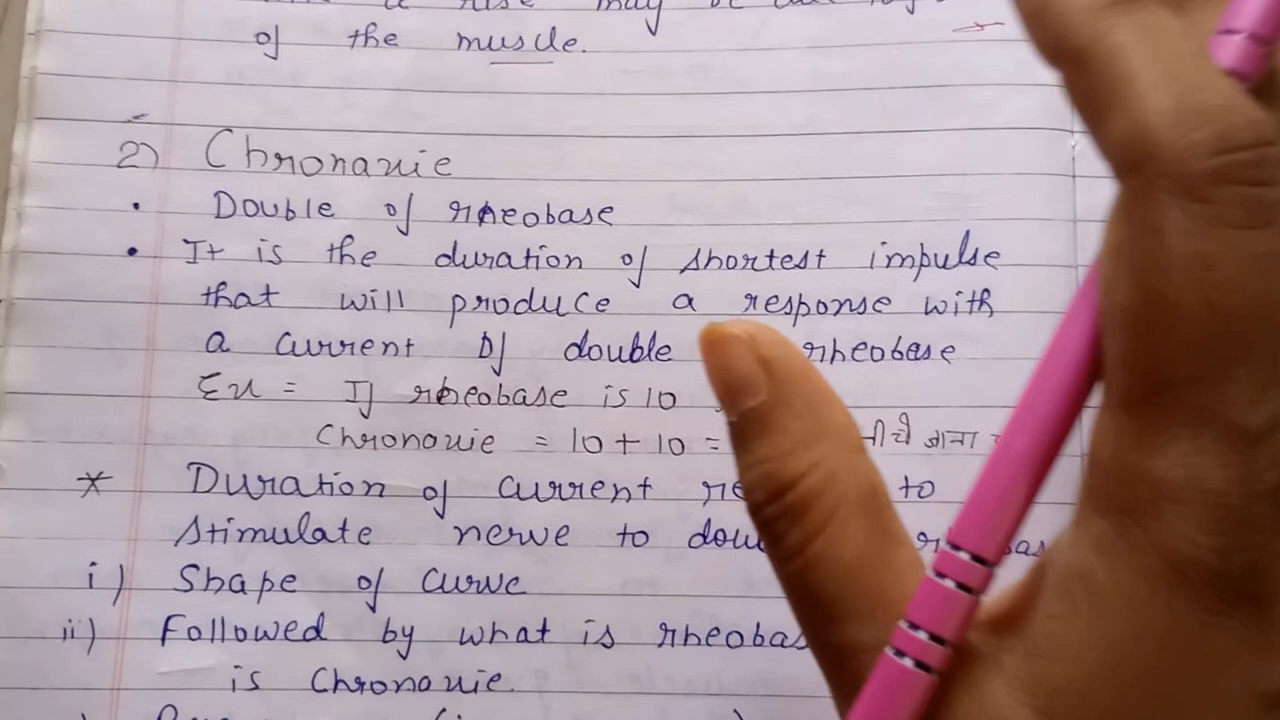 of the muscle.
2) Chronaxie
• Double of rheobase
• It is the duration of shortest impulse
that will produce a response with
a current of double rheobase
Ex = If rheobase is 10
Chronaxie = 10 + 10 = नीचे आना
* Duration of current to
stimulate nerve to
i) Shape of curve
ii) Followed by what is
is Chronaxie.